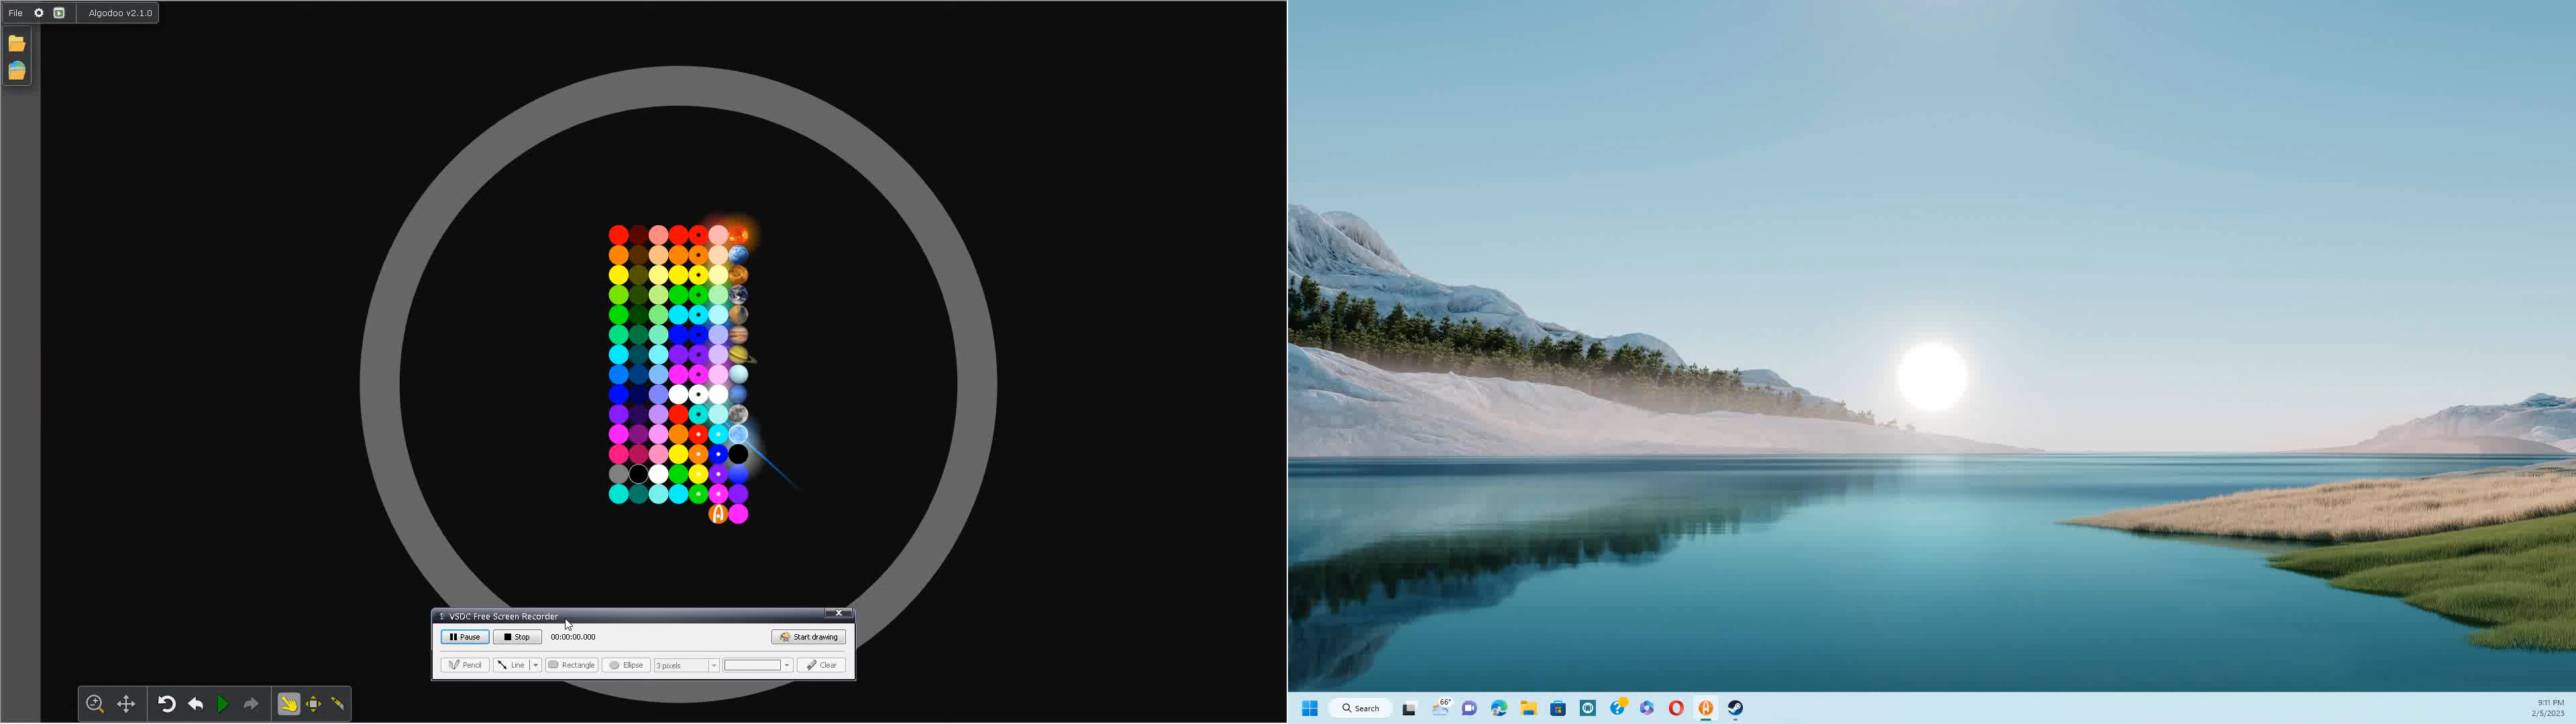 File
Algodoo v2.1.0
VSDC Free Screen Recorder
Pause
Stop
00:00:00.000
Start drawing
Pencil
Line
Rectangle
Ellipse
3 pixels
Clear
Search
66°
9:11 PM
2/5/2023